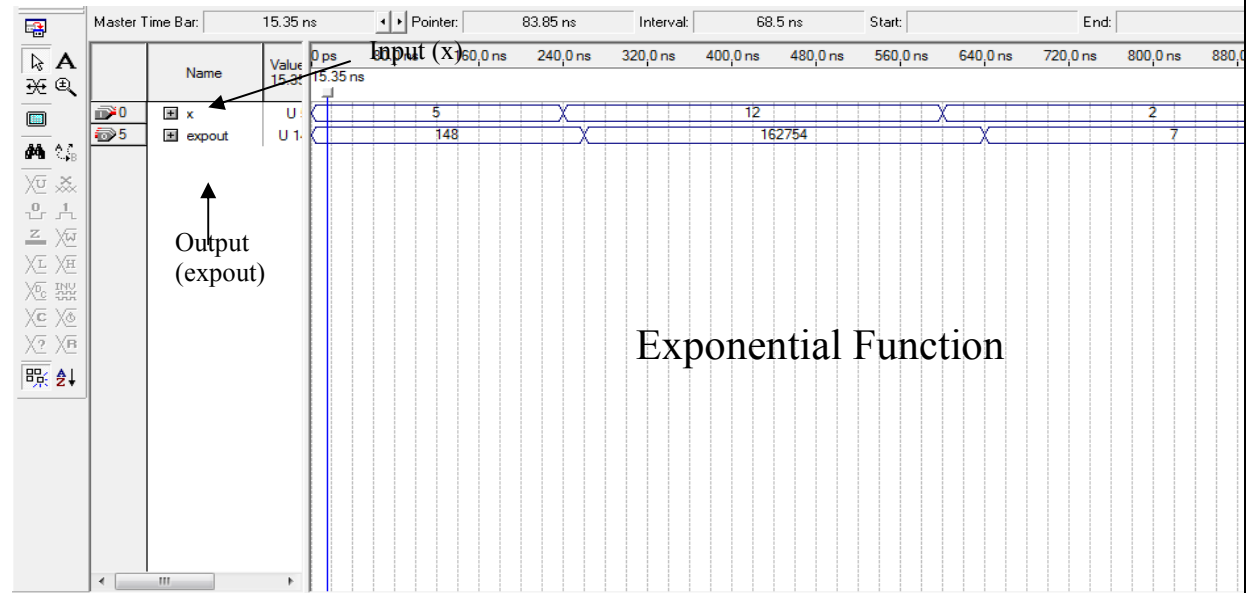 Master Time Bar: 15.35 ns Pointer: 83.85 ns Interval: 68.5 ns Start: End:
Name Value 15.35
0 ps 160.0 ns 240.0 ns 320.0 ns 400.0 ns 480.0 ns 560.0 ns 640.0 ns 720.0 ns 800.0 ns 880.0
15.35 ns
Input (x)
0 x U 5 12 2
5 expout U 14 148 162754 7
Output
(expout)
Exponential Function